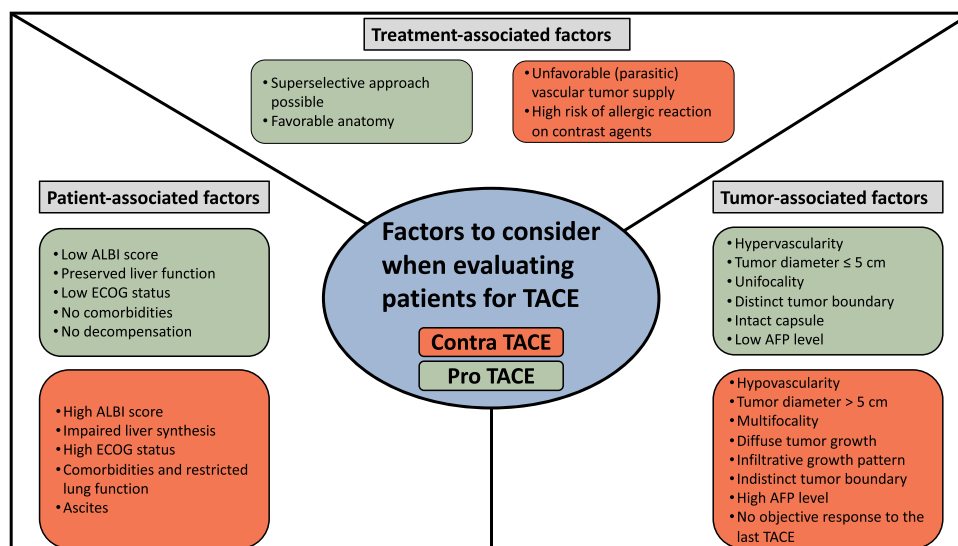 Treatment-associated factors
• Superselective approach
possible
• Favorable anatomy
• Unfavorable (parasitic)
vascular tumor supply
• High risk of allergic reaction
on contrast agents
Patient-associated factors
• Low ALBI score
• Preserved liver function
• Low ECOG status
• No comorbidities
• No decompensation
• High ALBI score
• Impaired liver synthesis
• High ECOG status
• Comorbidities and restricted
lung function
• Ascites
Factors to consider
when evaluating
patients for TACE
Contra TACE
Pro TACE
Tumor-associated factors
• Hypervascularity
• Tumor diameter ≤ 5 cm
• Unifocality
• Distinct tumor boundary
• Intact capsule
• Low AFP level
• Hypovascularity
• Tumor diameter > 5 cm
• Multifocality
• Diffuse tumor growth
• Infiltrative growth pattern
• Indistinct tumor boundary
• High AFP level
• No objective response to the
last TACE